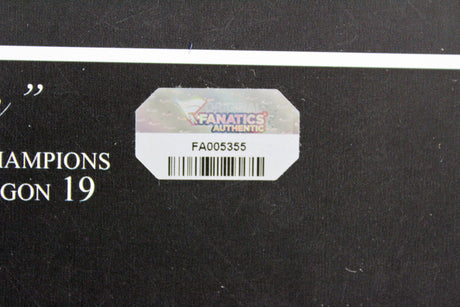 ”
HAMPIONS
GON 19
FANATICS
AUTHENTIC
FA005355